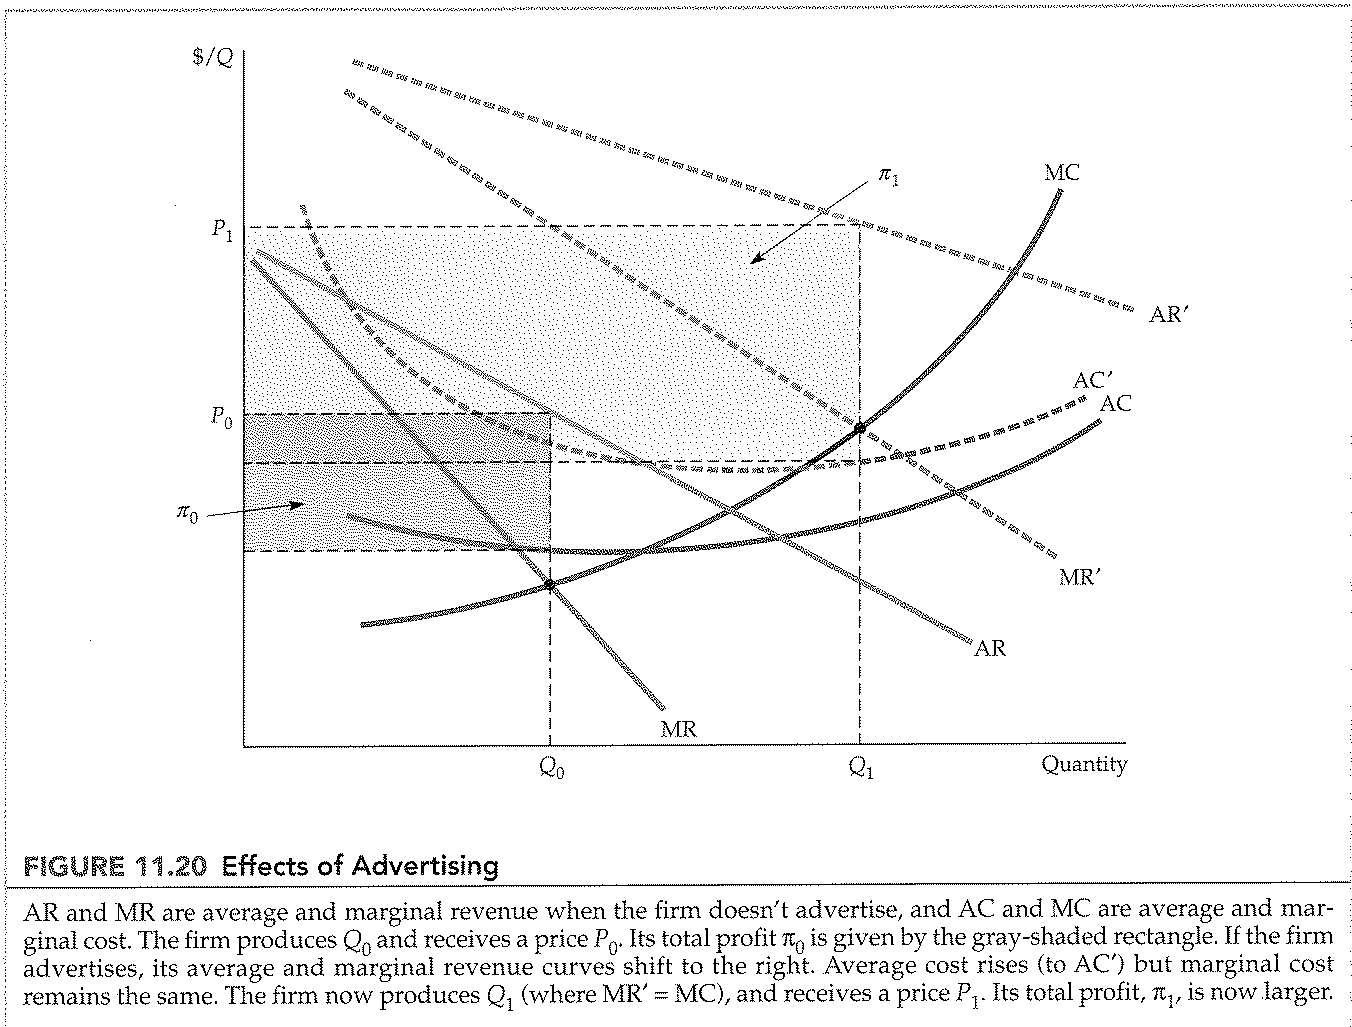 $/Q
π₁
MC
P₁
AR′
AC′
AC
P₀
π₀
MR′
AR
MR
Q₀
Q₁
Quantity
FIGURE 11.20 Effects of Advertising
AR and MR are average and marginal revenue when the firm doesn't advertise, and AC and MC are average and mar-
ginal cost. The firm produces Q₀ and receives a price P₀. Its total profit π₀ is given by the gray-shaded rectangle. If the firm
advertises, its average and marginal revenue curves shift to the right. Average cost rises (to AC′) but marginal cost
remains the same. The firm now produces Q₁ (where MR′ = MC), and receives a price P₁. Its total profit, π₁, is now larger.